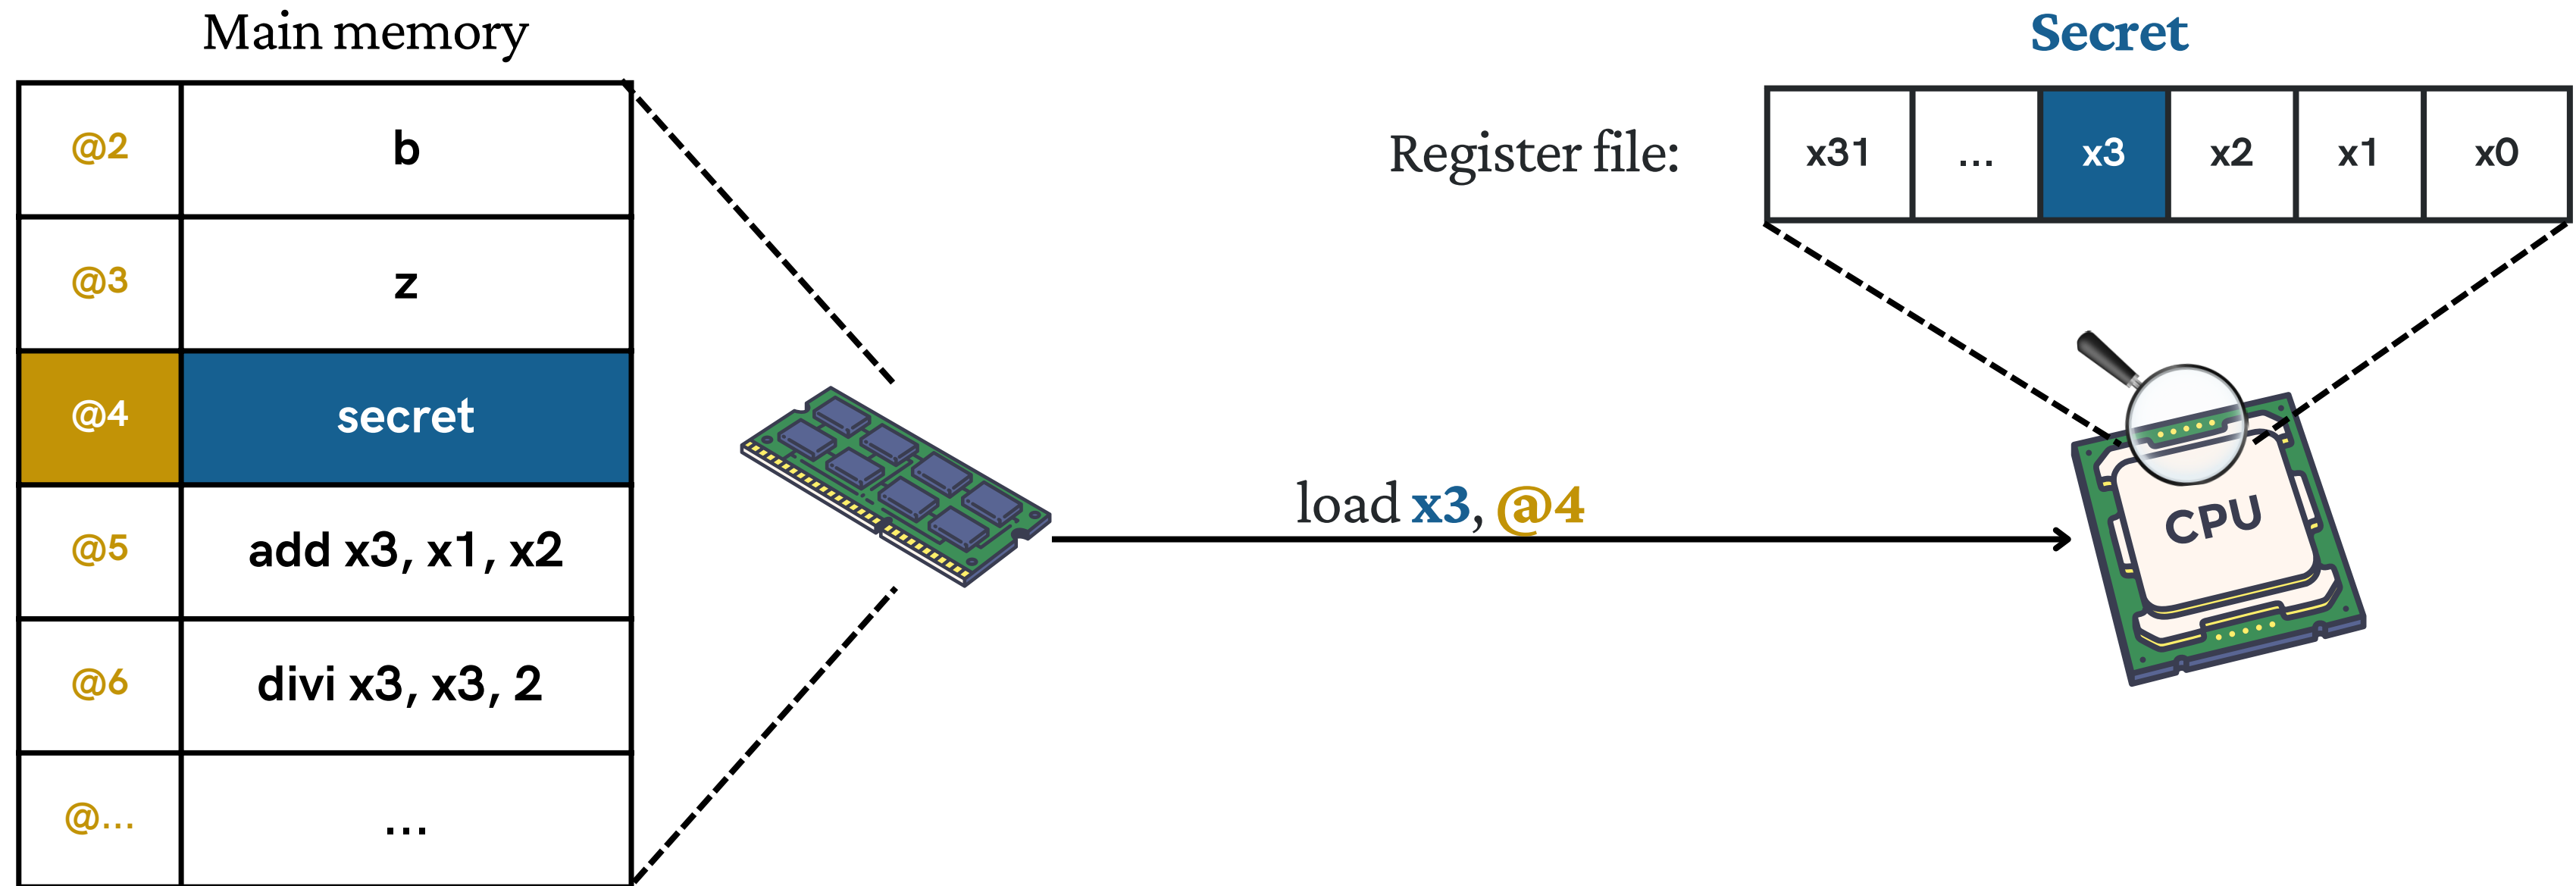 Main memory
@2 b
@3 z
@4 secret
@5 add x3, x1, x2
@6 divi x3, x3, 2
@... ...
load x3, @4
Secret
Register file: x31 ... x3 x2 x1 x0
CPU